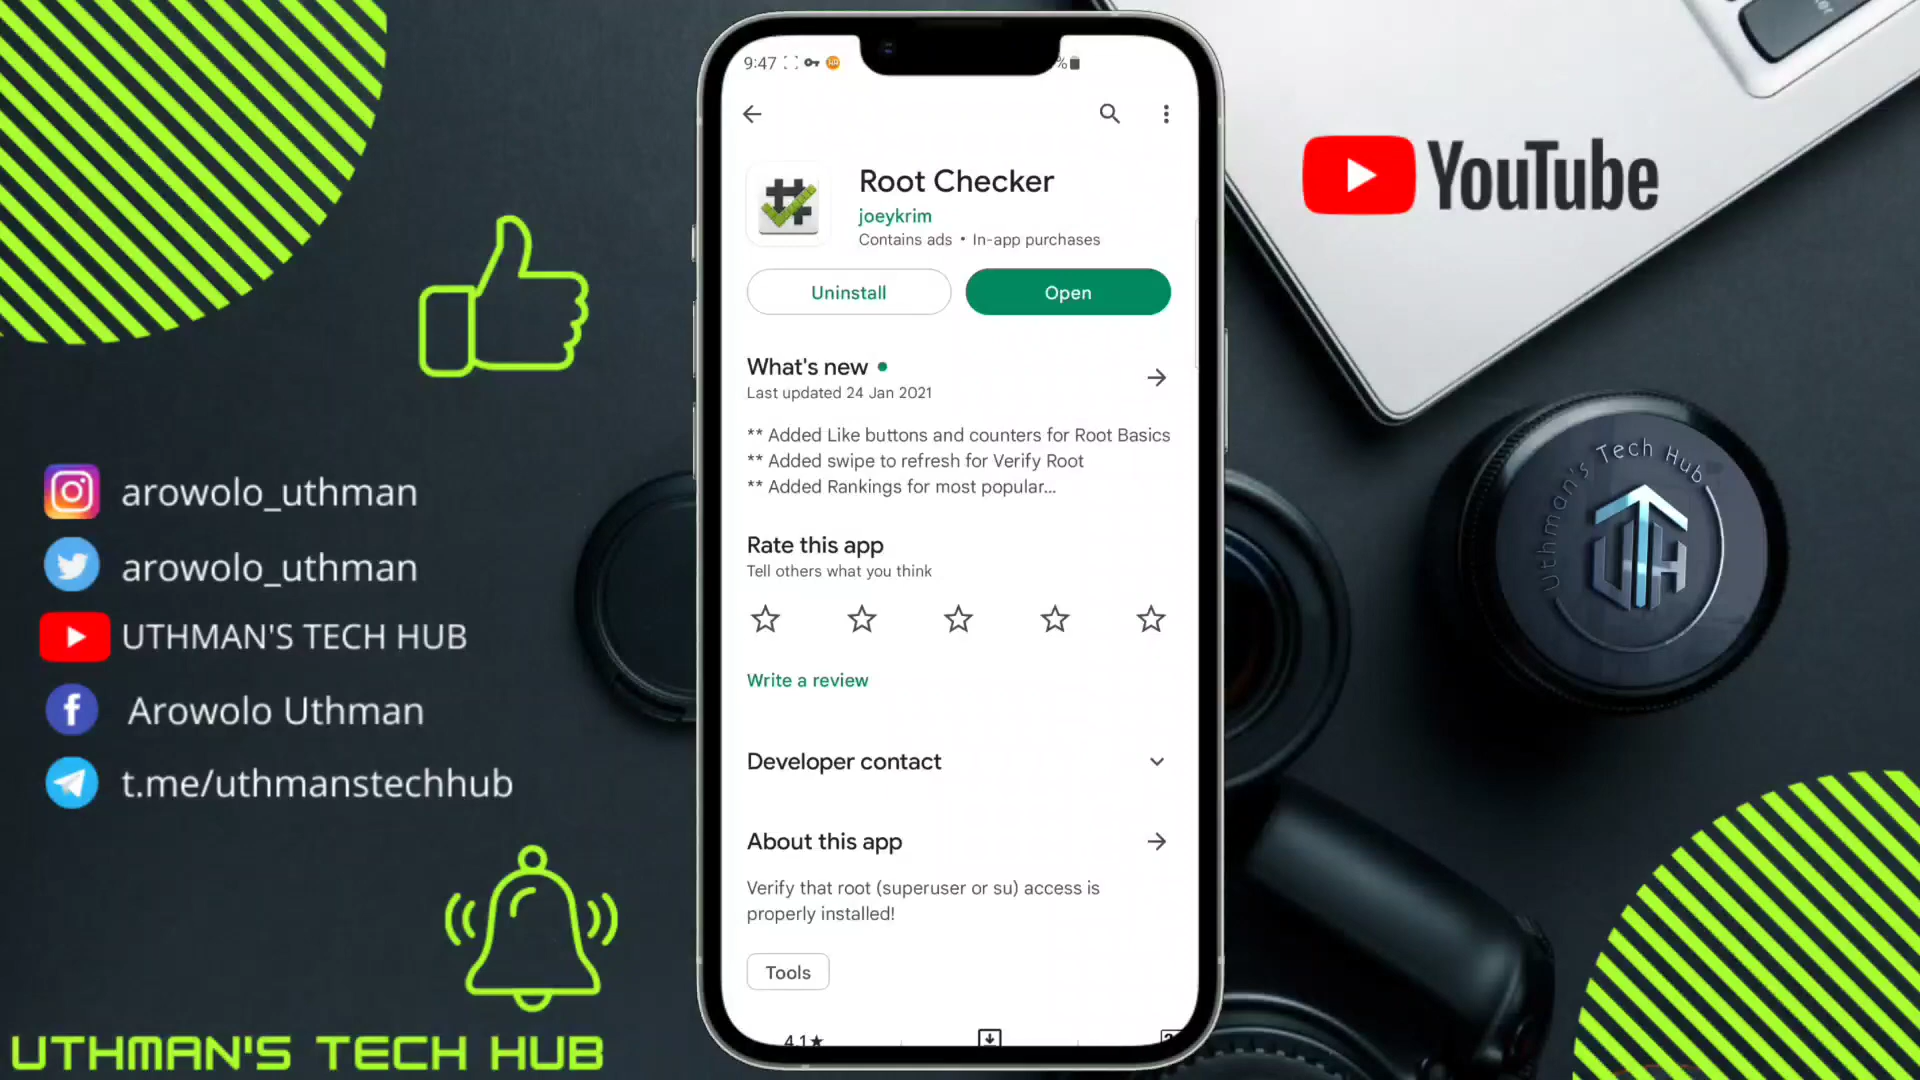 9:47
%
Root Checker
joeykrim
Contains ads • In-app purchases
Uninstall
Open
What's new
Last updated 24 Jan 2021
** Added Like buttons and counters for Root Basics
** Added swipe to refresh for Verify Root
** Added Rankings for most popular...
Rate this app
Tell others what you think
Write a review
Developer contact
About this app
Verify that root (superuser or su) access is
properly installed!
Tools
4.1★
YouTube
Uthman's Tech Hub
UTH
arowolo_uthman
arowolo_uthman
UTHMAN'S TECH HUB
Arowolo Uthman
t.me/uthmanstechhub
UTHMAN'S TECH HUB